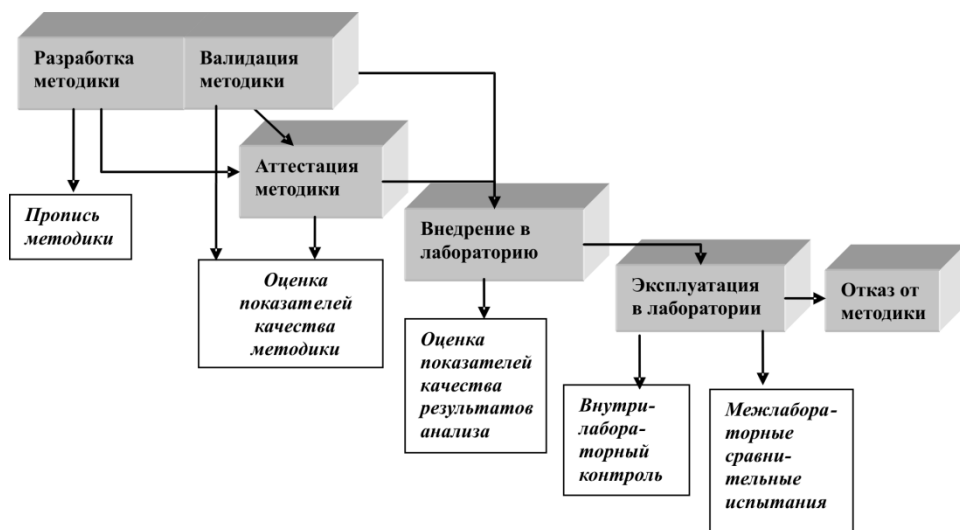 Разработка
методики
Валидация
методики
Аттестация
методики
Пропись
методики
Внедрение в
лабораторию
Оценка
показателей
качества
методики
Эксплуатация
в лаборатории
Отказ от
методики
Оценка
показателей
качества
результатов
анализа
Внутри-
лабора-
торный
контроль
Межлабора-
торные
сравни-
тельные
испытания